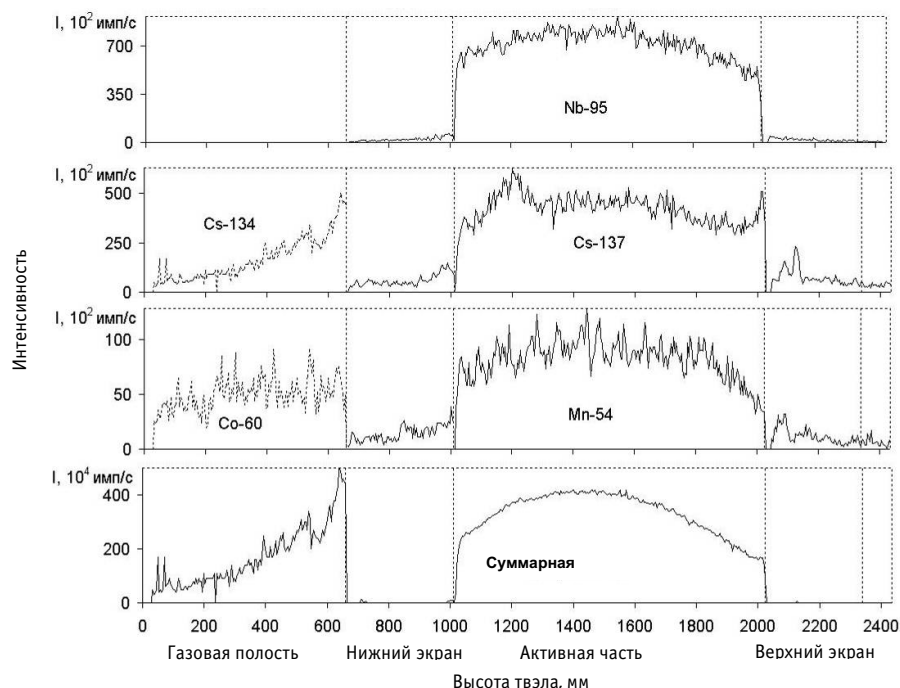 I, 10² имп/с
700
350
0
Nb-95
I, 10² имп/с
500
250
0
Cs-134
Cs-137
I, 10² имп/с
100
50
0
Co-60
Mn-54
I, 10⁴ имп/с
400
200
0
Суммарная
Интенсивность
0 200 400 600 800 1000 1200 1400 1600 1800 2000 2200 2400
Газовая полость Нижний экран Активная часть Верхний экран
Высота твэла, мм